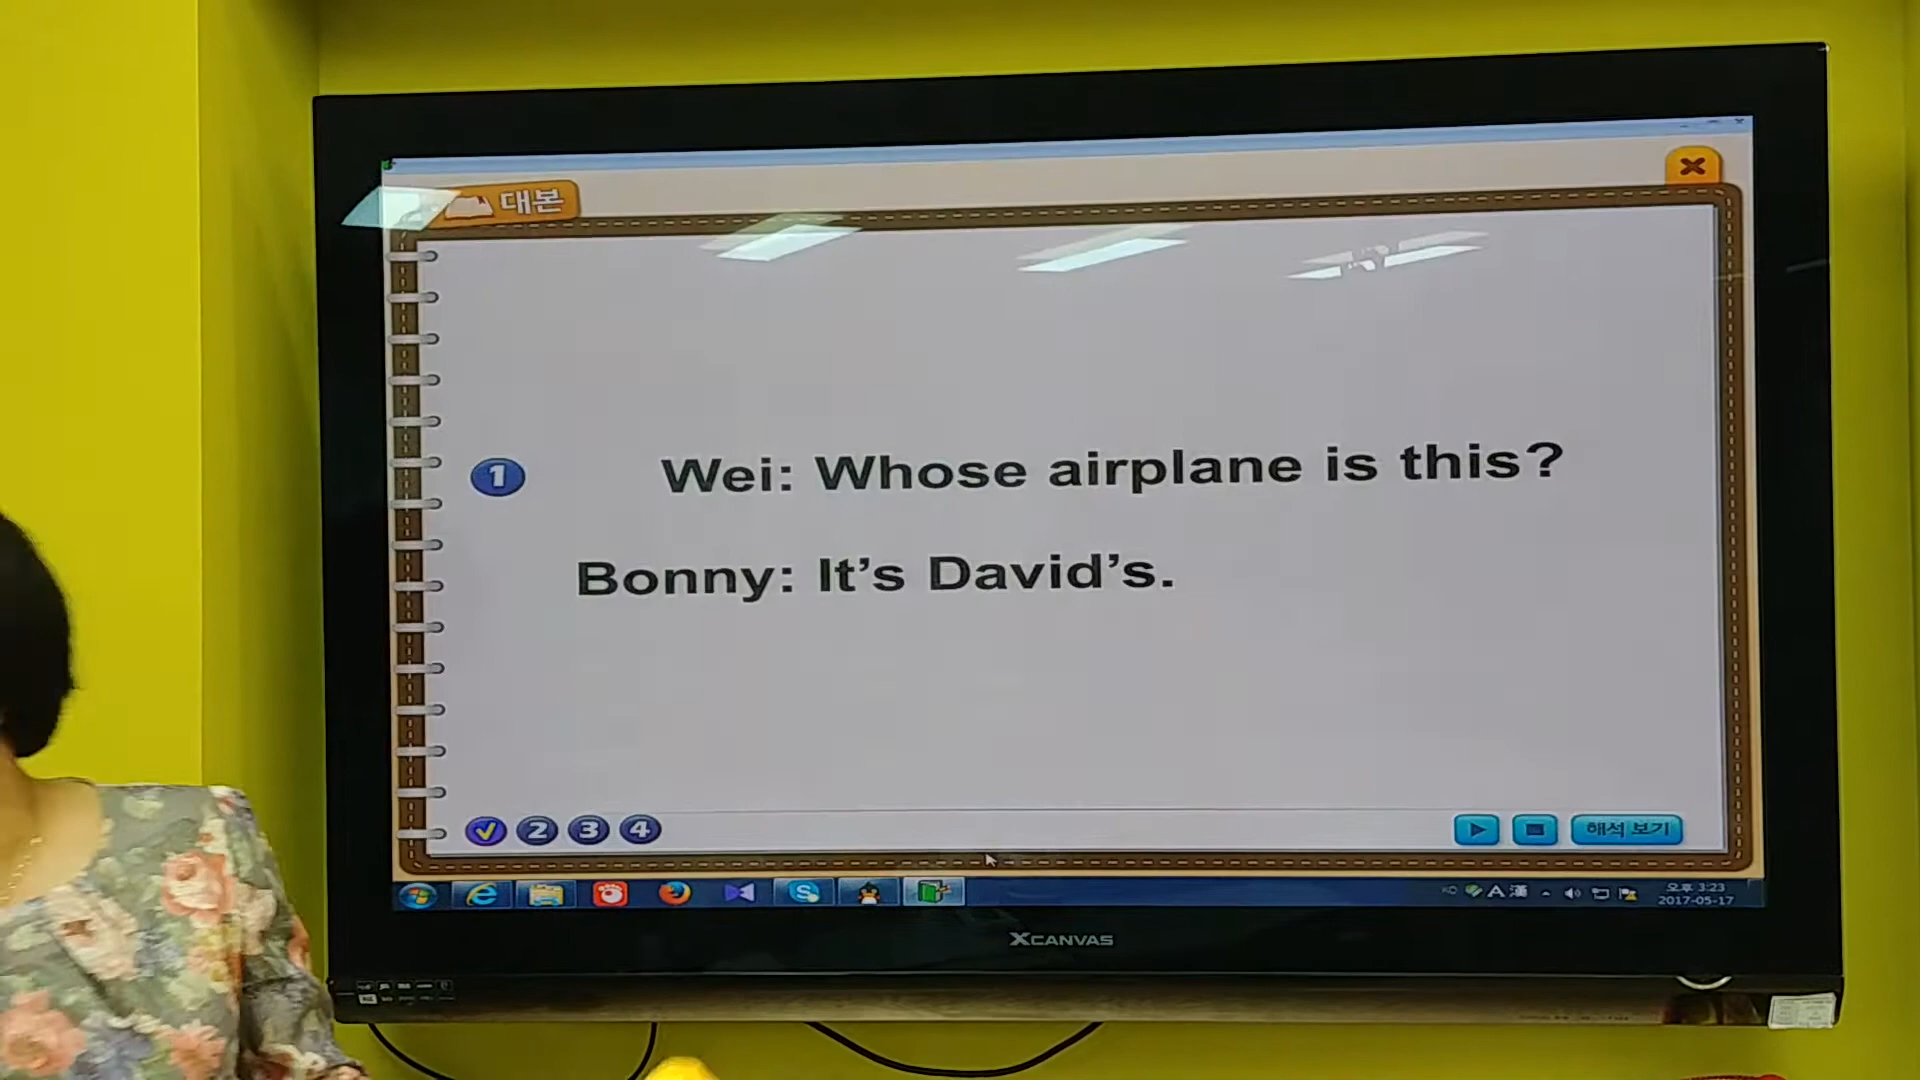 대본
1 Wei: Whose airplane is this?
Bonny: It's David's.
2 3 4
해석 보기
A 漢
오후 3:23
2017-05-17
XCANVAS